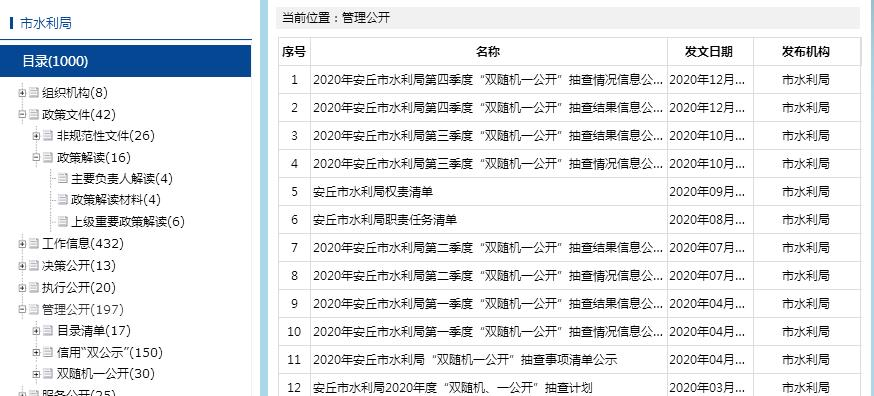 市水利局
目录(1000)
组织机构(8)
政策文件(42)
非规范性文件(26)
政策解读(16)
主要负责人解读(4)
政策解读材料(4)
上级重要政策解读(6)
工作信息(432)
决策公开(13)
执行公开(20)
管理公开(197)
目录清单(17)
信用“双公示”(150)
双随机一公开(30)
服务公开(25)
当前位置：管理公开
序号 名称 发文日期 发布机构
1 2020年安丘市水利局第四季度“双随机一公开”抽查情况信息公... 2020年12月... 市水利局
2 2020年安丘市水利局第四季度“双随机一公开”抽查结果信息公... 2020年12月... 市水利局
3 2020年安丘市水利局第三季度“双随机一公开”抽查结果信息公... 2020年10月... 市水利局
4 2020年安丘市水利局第三季度“双随机一公开”抽查情况信息公... 2020年10月... 市水利局
5 安丘市水利局权责清单 2020年09月... 市水利局
6 安丘市水利局职责任务清单 2020年08月... 市水利局
7 2020年安丘市水利局第二季度“双随机一公开”抽查结果信息公... 2020年07月... 市水利局
8 2020年安丘市水利局第二季度“双随机一公开”抽查情况信息公... 2020年07月... 市水利局
9 2020年安丘市水利局第一季度“双随机一公开”抽查结果信息公... 2020年04月... 市水利局
10 2020年安丘市水利局第一季度“双随机一公开”抽查情况信息公... 2020年04月... 市水利局
11 2020年安丘市水利局“双随机一公开”抽查事项清单公示 2020年04月... 市水利局
12 安丘市水利局2020年度“双随机、一公开”抽查计划 2020年03月... 市水利局